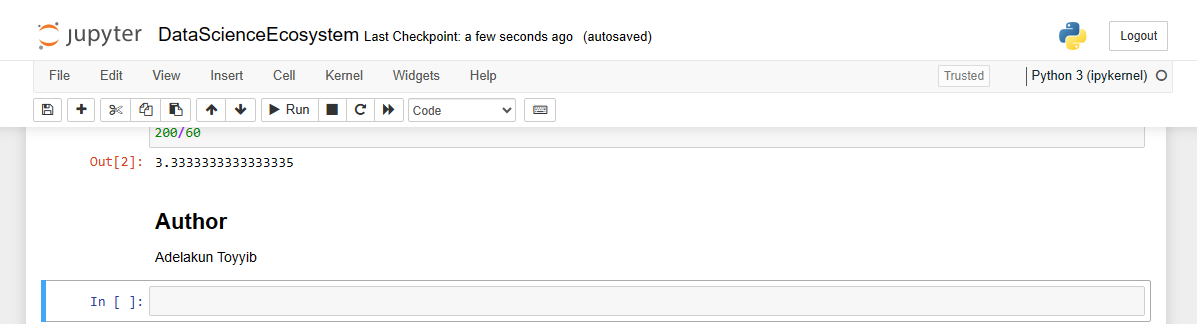 jupyter DataScienceEcosystem Last Checkpoint: a few seconds ago (autosaved) Logout
File Edit View Insert Cell Kernel Widgets Help Trusted Python 3 (ipykernel)
Run Code
200/60
Out[2]: 3.3333333333333335
Author
Adelakun Toyyib
In [ ]: